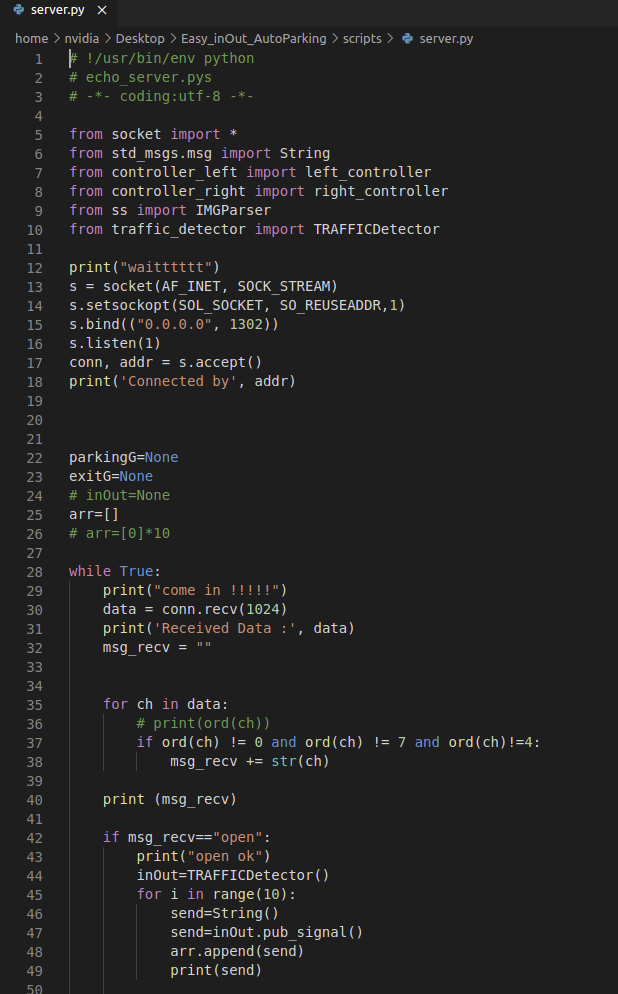 server.py ×
home > nvidia > Desktop > Easy_inOut_AutoParking > scripts > server.py
1 # !/usr/bin/env python
2 # echo_server.pys
3 # -*- coding:utf-8 -*-
4
5 from socket import *
6 from std_msgs.msg import String
7 from controller_left import left_controller
8 from controller_right import right_controller
9 from ss import IMGParser
10 from traffic_detector import TRAFFICDetector
11
12 print("waitttttt")
13 s = socket(AF_INET, SOCK_STREAM)
14 s.setsockopt(SOL_SOCKET, SO_REUSEADDR,1)
15 s.bind(("0.0.0.0", 1302))
16 s.listen(1)
17 conn, addr = s.accept()
18 print('Connected by', addr)
19
20
21
22 parkingG=None
23 exitG=None
24 # inOut=None
25 arr=[]
26 # arr=[0]*10
27
28 while True:
29     print("come in !!!!!")
30     data = conn.recv(1024)
31     print('Received Data :', data)
32     msg_recv = ""
33
34
35     for ch in data:
36         # print(ord(ch))
37         if ord(ch) != 0 and ord(ch) != 7 and ord(ch)!=4:
38             msg_recv += str(ch)
39
40     print (msg_recv)
41
42     if msg_recv=="open":
43         print("open ok")
44         inOut=TRAFFICDetector()
45         for i in range(10):
46             send=String()
47             send=inOut.pub_signal()
48             arr.append(send)
49             print(send)
50